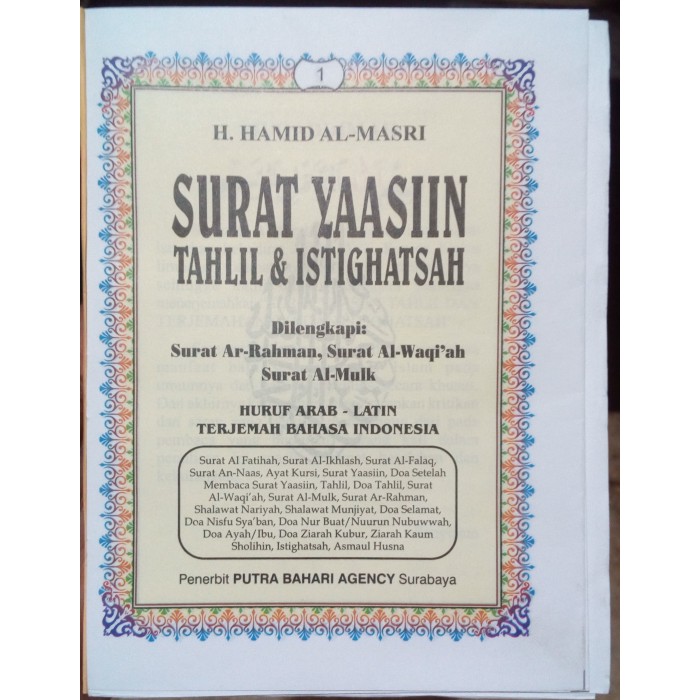 1
H. HAMID AL-MASRI
SURAT YAASIIN
TAHLIL & ISTIGHATSAH
Dilengkapi:
Surat Ar-Rahman, Surat Al-Waqi'ah
Surat Al-Mulk
HURUF ARAB - LATIN
TERJEMAH BAHASA INDONESIA
Surat Al Fatihah, Surat Al-Ikhlash, Surat Al-Falaq,
Surat An-Naas, Ayat Kursi, Surat Yaasiin, Doa Setelah
Membaca Surat Yaasiin, Tahlil, Doa Tahlil, Surat
Al-Waqi'ah, Surat Al-Mulk, Surat Ar-Rahman,
Shalawat Nariyah, Shalawat Munjiyat, Doa Selamat,
Doa Nisfu Sya'ban, Doa Nur Buat/Nuurun Nubuwwah,
Doa Ayah/Ibu, Doa Ziarah Kubur, Ziarah Kaum
Sholihin, Istighatsah, Asmaul Husna
Penerbit PUTRA BAHARI AGENCY Surabaya